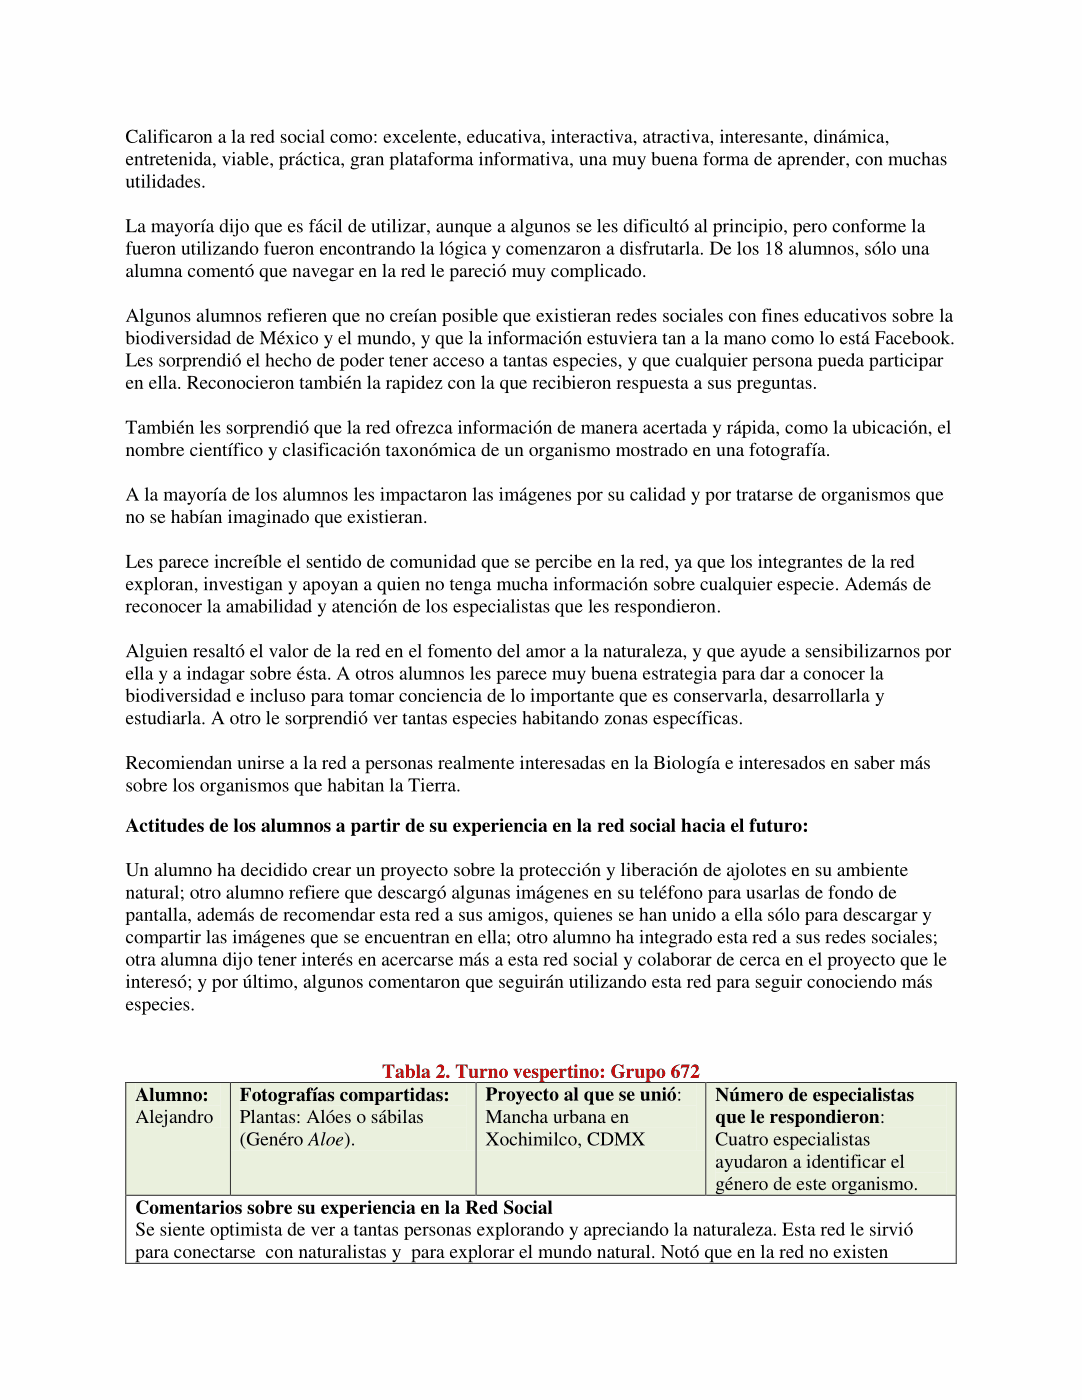 Calificaron a la red social como: excelente, educativa, interactiva, atractiva, interesante, dinámica,
entretenida, viable, práctica, gran plataforma informativa, una muy buena forma de aprender, con muchas
utilidades.
La mayoría dijo que es fácil de utilizar, aunque a algunos se les dificultó al principio, pero conforme la
fueron utilizando fueron encontrando la lógica y comenzaron a disfrutarla. De los 18 alumnos, sólo una
alumna comentó que navegar en la red le pareció muy complicado.
Algunos alumnos refieren que no creían posible que existieran redes sociales con fines educativos sobre la
biodiversidad de México y el mundo, y que la información estuviera tan a la mano como lo está Facebook.
Les sorprendió el hecho de poder tener acceso a tantas especies, y que cualquier persona pueda participar
en ella. Reconocieron también la rapidez con la que recibieron respuesta a sus preguntas.
También les sorprendió que la red ofrezca información de manera acertada y rápida, como la ubicación, el
nombre científico y clasificación taxonómica de un organismo mostrado en una fotografía.
A la mayoría de los alumnos les impactaron las imágenes por su calidad y por tratarse de organismos que
no se habían imaginado que existieran.
Les parece increíble el sentido de comunidad que se percibe en la red, ya que los integrantes de la red
exploran, investigan y apoyan a quien no tenga mucha información sobre cualquier especie. Además de
reconocer la amabilidad y atención de los especialistas que les respondieron.
Alguien resaltó el valor de la red en el fomento del amor a la naturaleza, y que ayude a sensibilizarnos por
ella y a indagar sobre ésta. A otros alumnos les parece muy buena estrategia para dar a conocer la
biodiversidad e incluso para tomar conciencia de lo importante que es conservarla, desarrollarla y
estudiarla. A otro le sorprendió ver tantas especies habitando zonas específicas.
Recomiendan unirse a la red a personas realmente interesadas en la Biología e interesados en saber más
sobre los organismos que habitan la Tierra.
Actitudes de los alumnos a partir de su experiencia en la red social hacia el futuro:
Un alumno ha decidido crear un proyecto sobre la protección y liberación de ajolotes en su ambiente
natural; otro alumno refiere que descargó algunas imágenes en su teléfono para usarlas de fondo de
pantalla, además de recomendar esta red a sus amigos, quienes se han unido a ella sólo para descargar y
compartir las imágenes que se encuentran en ella; otro alumno ha integrado esta red a sus redes sociales;
otra alumna dijo tener interés en acercarse más a esta red social y colaborar de cerca en el proyecto que le
interesó; y por último, algunos comentaron que seguirán utilizando esta red para seguir conociendo más
especies.
Tabla 2. Turno vespertino: Grupo 672
Alumno:
Alejandro
Fotografías compartidas:
Plantas: Alóes o sábilas
(Genéro Aloe).
Proyecto al que se unió:
Mancha urbana en
Xochimilco, CDMX
Número de especialistas
que le respondieron:
Cuatro especialistas
ayudaron a identificar el
género de este organismo.
Comentarios sobre su experiencia en la Red Social
Se siente optimista de ver a tantas personas explorando y apreciando la naturaleza. Esta red le sirvió
para conectarse con naturalistas y para explorar el mundo natural. Notó que en la red no existen